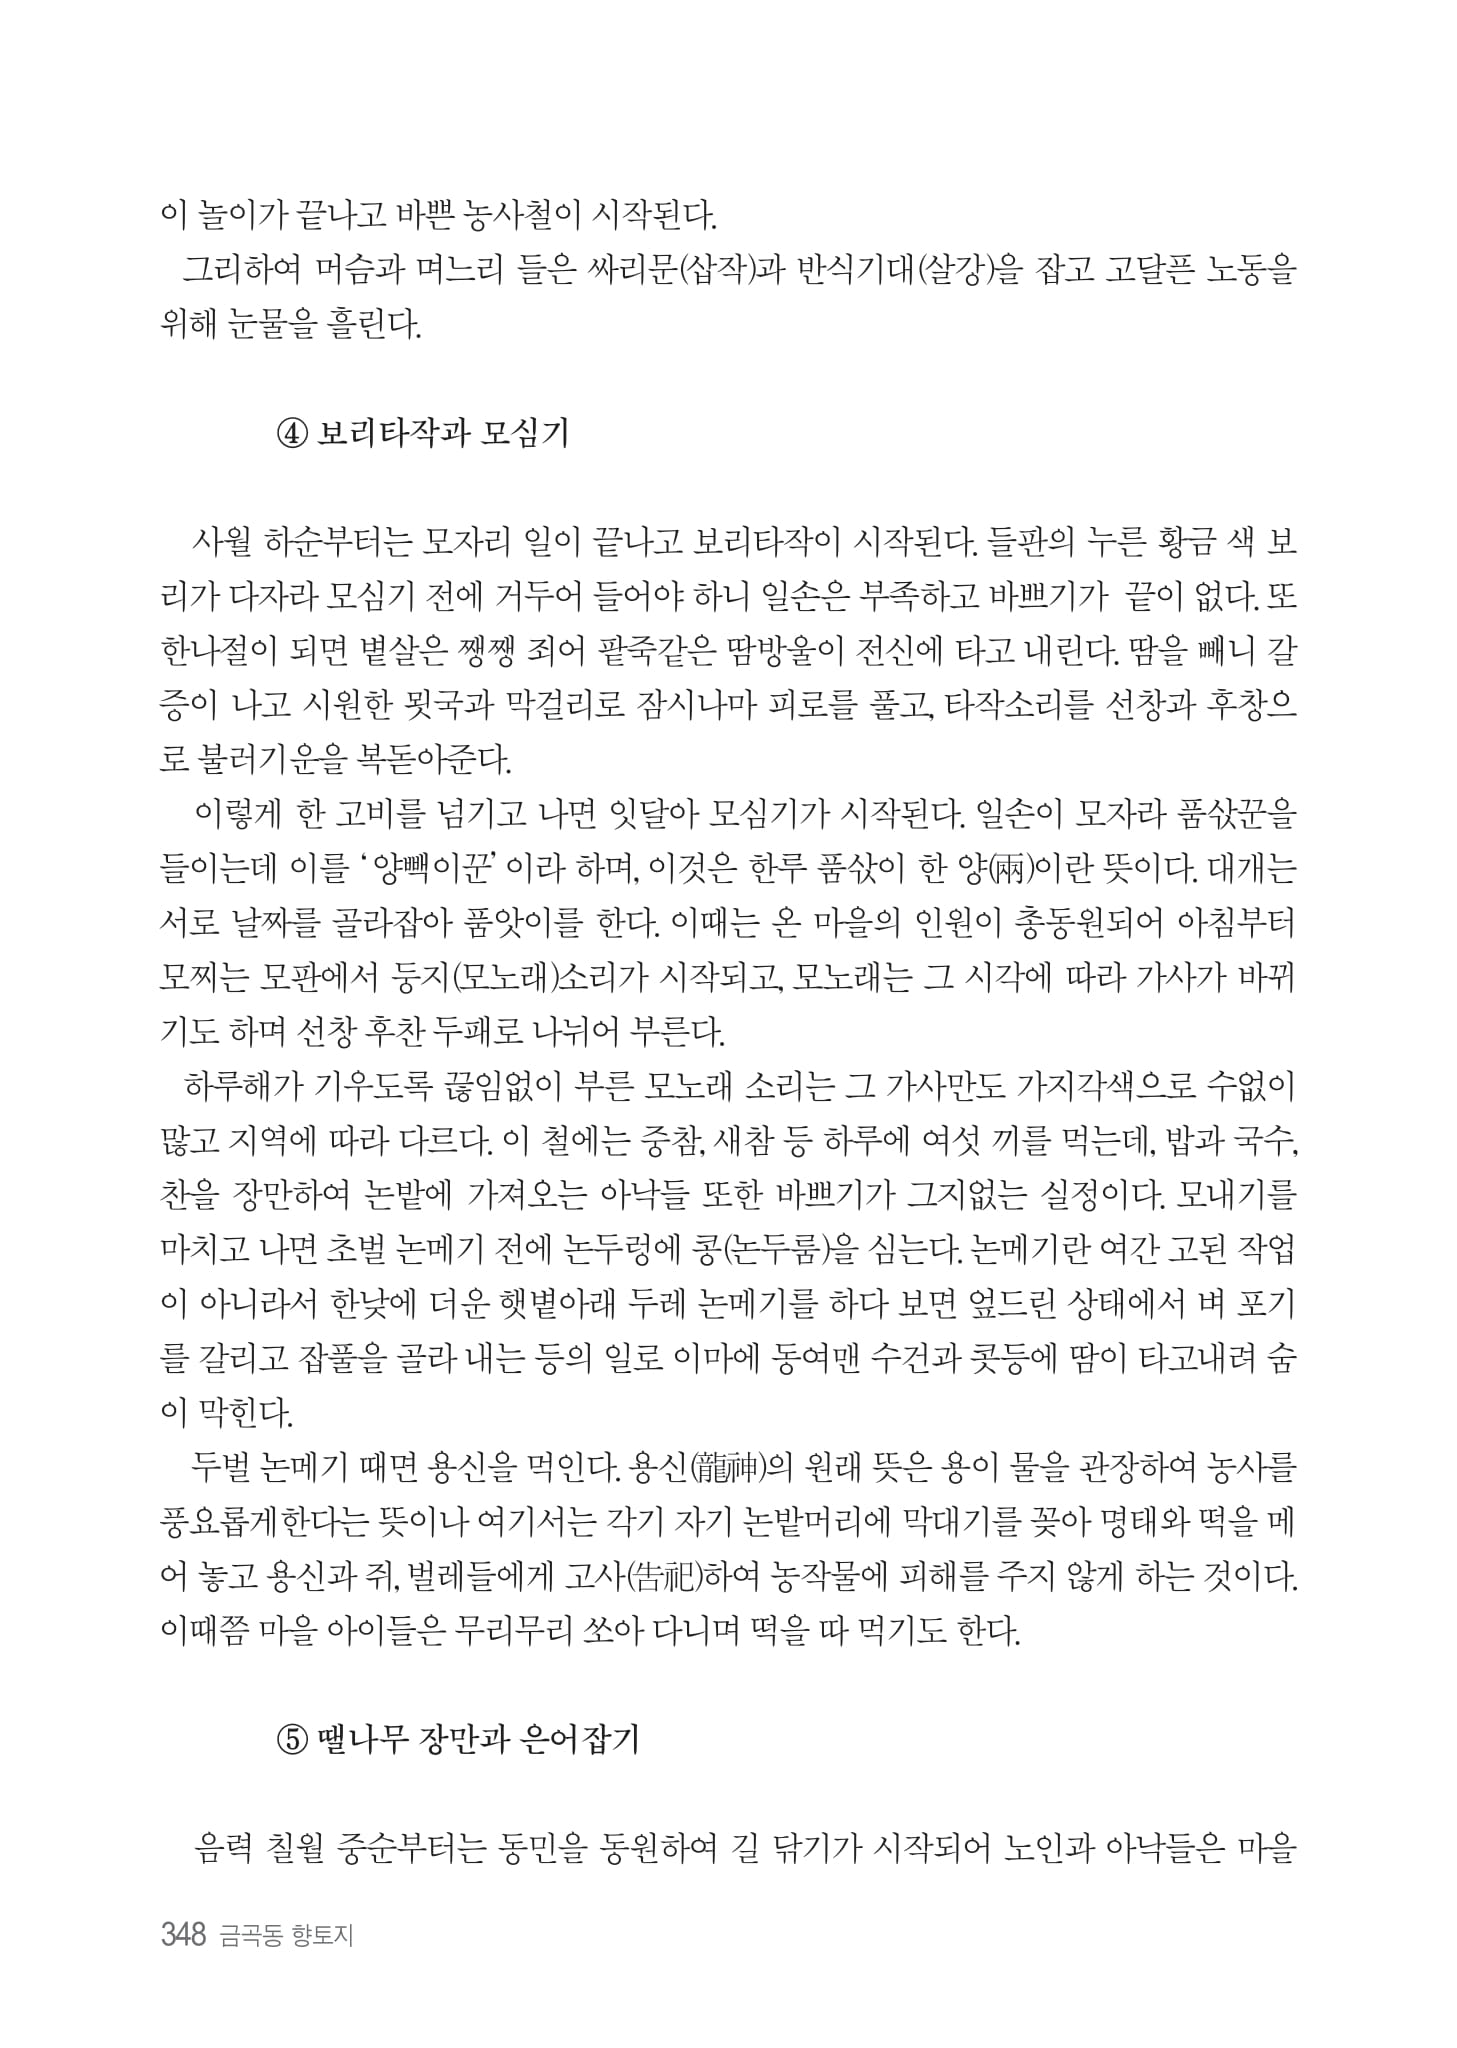 이 놀이가 끝나고 바쁜 농사철이 시작된다.
그리하여 머슴과 며느리 들은 싸리문(삽작)과 반식기대(살강)을 잡고 고달픈 노동을
위해 눈물을 흘린다.
④ 보리타작과 모심기
사월 하순부터는 모자리 일이 끝나고 보리타작이 시작된다. 들판의 누른 황금 색 보
리가 다자라 모심기 전에 거두어 들어야 하니 일손은 부족하고 바쁘기가 끝이 없다. 또
한나절이 되면 볕살은 쨍쨍 죄어 팥죽같은 땀방울이 전신에 타고 내린다. 땀을 빼니 갈
증이 나고 시원한 묏국과 막걸리로 잠시나마 피로를 풀고, 타작소리를 선창과 후창으
로 불러기운을 복돋아준다.
이렇게 한 고비를 넘기고 나면 잇달아 모심기가 시작된다. 일손이 모자라 품삯꾼을
들이는데 이를 ‘양빽이꾼’ 이라 하며, 이것은 한루 품삯이 한 양(兩)이란 뜻이다. 대개는
서로 날짜를 골라잡아 품앗이를 한다. 이때는 온 마을의 인원이 총동원되어 아침부터
모찌는 모판에서 둥지(모노래)소리가 시작되고, 모노래는 그 시각에 따라 가사가 바뀌
기도 하며 선창 후찬 두패로 나뉘어 부른다.
하루해가 기우도록 끊임없이 부른 모노래 소리는 그 가사만도 가지각색으로 수없이
많고 지역에 따라 다르다. 이 철에는 중참, 새참 등 하루에 여섯 끼를 먹는데, 밥과 국수,
찬을 장만하여 논밭에 가져오는 아낙들 또한 바쁘기가 그지없는 실정이다. 모내기를
마치고 나면 초벌 논메기 전에 논두렁에 콩(논두룸)을 심는다. 논메기란 여간 고된 작업
이 아니라서 한낮에 더운 햇볕아래 두레 논메기를 하다 보면 엎드린 상태에서 벼 포기
를 갈리고 잡풀을 골라 내는 등의 일로 이마에 동여맨 수건과 콧등에 땀이 타고내려 숨
이 막힌다.
두벌 논메기 때면 용신을 먹인다. 용신(龍神)의 원래 뜻은 용이 물을 관장하여 농사를
풍요롭게한다는 뜻이나 여기서는 각기 자기 논밭머리에 막대기를 꽂아 명태와 떡을 메
어 놓고 용신과 쥐, 벌레들에게 고사(告祀)하여 농작물에 피해를 주지 않게 하는 것이다.
이때쯤 마을 아이들은 무리무리 쏘아 다니며 떡을 따 먹기도 한다.
⑤ 땔나무 장만과 은어잡기
음력 칠월 중순부터는 동민을 동원하여 길 닦기가 시작되어 노인과 아낙들은 마을
348 금곡동 향토지